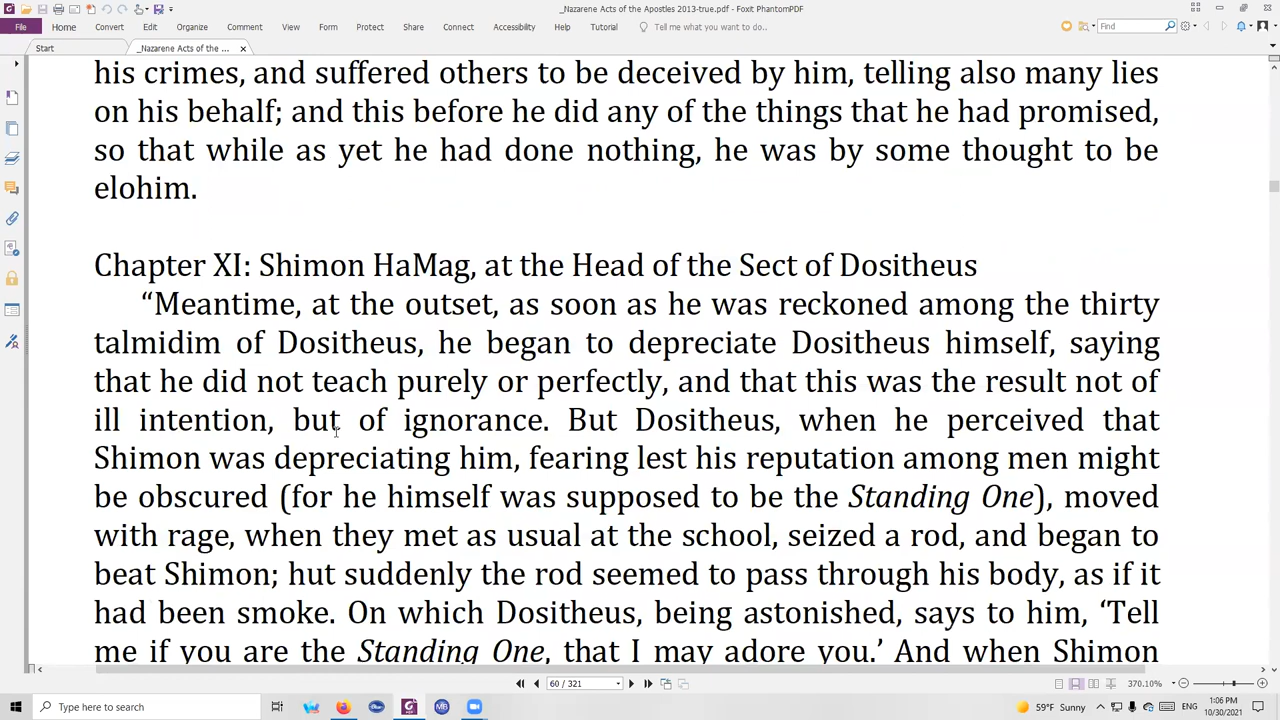 _Nazarene Acts of the Apostles 2013-true.pdf - Foxit PhantomPDF
File Home Convert Edit Organize Comment View Form Protect Share Connect Accessibility Help Tutorial Tell me what you want to do.. Find
Start _Nazarene Acts of the ...
his crimes, and suffered others to be deceived by him, telling also many lies
on his behalf; and this before he did any of the things that he had promised,
so that while as yet he had done nothing, he was by some thought to be
elohim.
Chapter XI: Shimon HaMag, at the Head of the Sect of Dositheus
“Meantime, at the outset, as soon as he was reckoned among the thirty
talmidim of Dositheus, he began to depreciate Dositheus himself, saying
that he did not teach purely or perfectly, and that this was the result not of
ill intention, but of ignorance. But Dositheus, when he perceived that
Shimon was depreciating him, fearing lest his reputation among men might
be obscured (for he himself was supposed to be the Standing One), moved
with rage, when they met as usual at the school, seized a rod, and began to
beat Shimon; hut suddenly the rod seemed to pass through his body, as if it
had been smoke. On which Dositheus, being astonished, says to him, ‘Tell
me if you are the Standing One, that I may adore you.’ And when Shimon
60 / 321 370.10%
Type here to search 59°F Sunny ENG 1:06 PM
10/30/2021